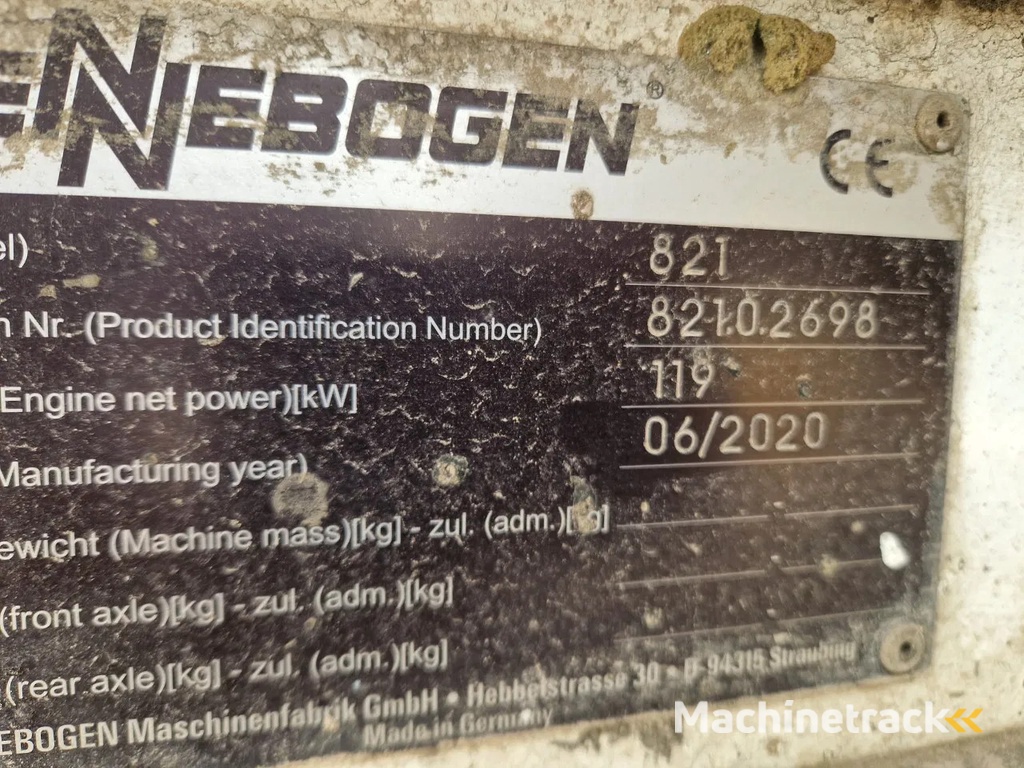 ENNEBOGEN®
CE
el) 821
n Nr. (Product Identification Number) 821.0.2698
Engine net power)[kW] 119
Manufacturing year) 06/2020
ewicht (Machine mass)[kg] - zul. (adm.)[kg]
(front axle)[kg] - zul. (adm.)[kg]
(rear axle)[kg] - zul. (adm.)[kg]
EBOGEN Maschinenfabrik GmbH • Hebbelstrasse 30 • D-94315 Straubing
Made in Germany
Machinetrack